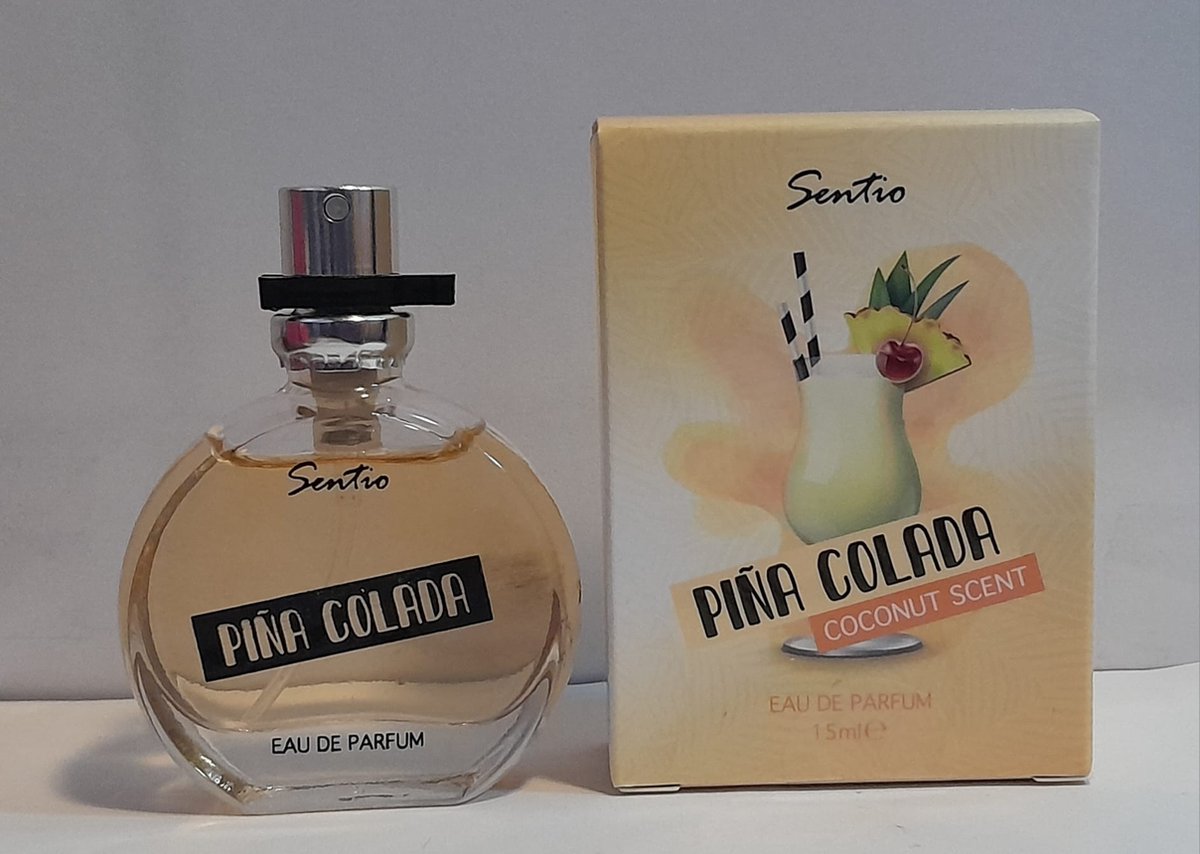 Sentio
PIÑA COLADA
EAU DE PARFUM
Sentio
PIÑA COLADA
COCONUT SCENT
EAU DE PARFUM
15ml℮